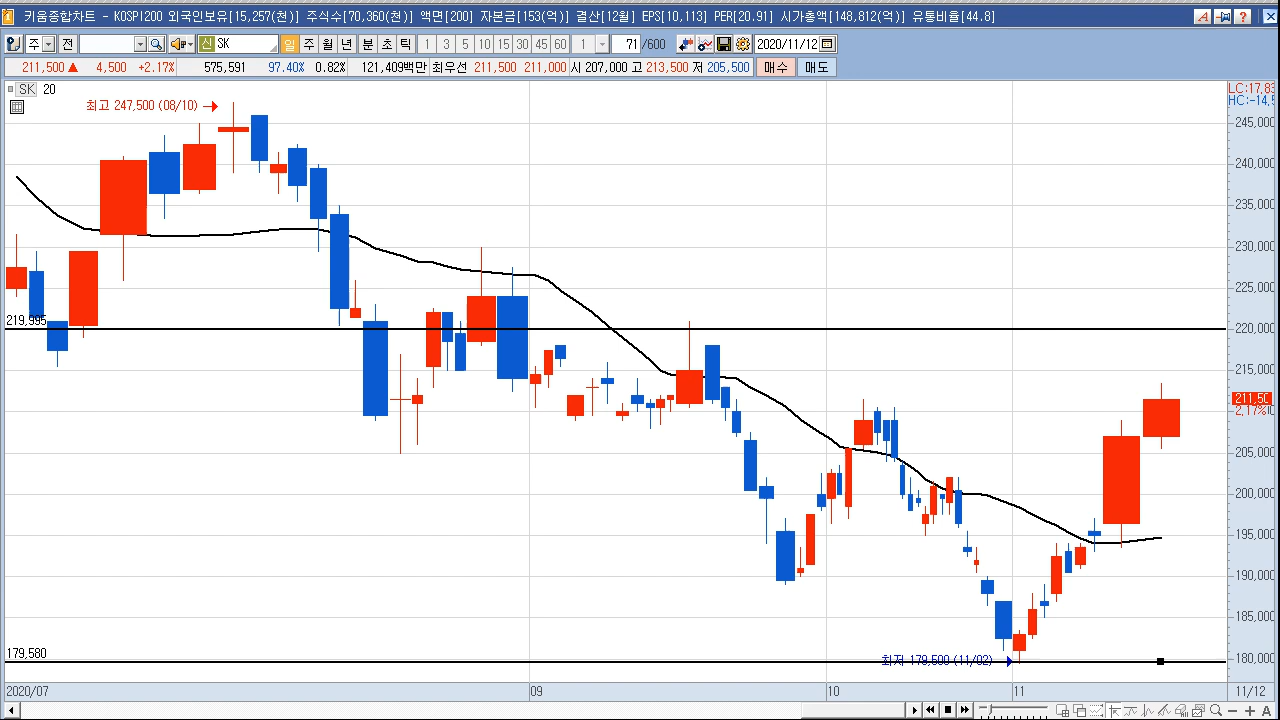 키움종합차트 - KOSPI200 외국인보유[15,257(천)] 주식수[70,360(천)] 액면[200] 자본금[153(억)] 결산[12월] EPS[10,113] PER[20.91] 시가총액[148,812(억)] 유통비율[44.8]
주 전 신 SK 일 주 월 년 분 초 틱 1 3 5 10 15 30 45 60 1 71 /600 2020/11/12
211,500 ▲ 4,500 +2.17% 575,591 97.40% 0.82% 121,409백만 최우선 211,500 211,000 시 207,000 고 213,500 저 205,500 매수 매도
SK 20
LC:17,83
HC:-14,5
최고 247,500 (08/10) →
245,000
240,000
235,000
230,000
225,000
219,995
220,000
215,000
211,50
2,17%
205,000
200,000
195,000
190,000
185,000
179,580
최저 179,500 (11/02)
180,000
2020/07 09 10 11 11/12